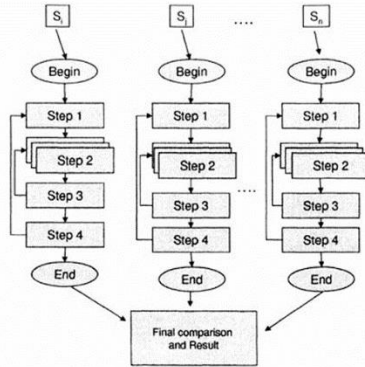 Sᵢ Sⱼ .... Sₙ
Begin Begin Begin
Step 1 Step 1 Step 1
Step 2 Step 2 Step 2
....
Step 3 Step 3 Step 3
Step 4 Step 4 Step 4
End End End
Final comparison
and Result